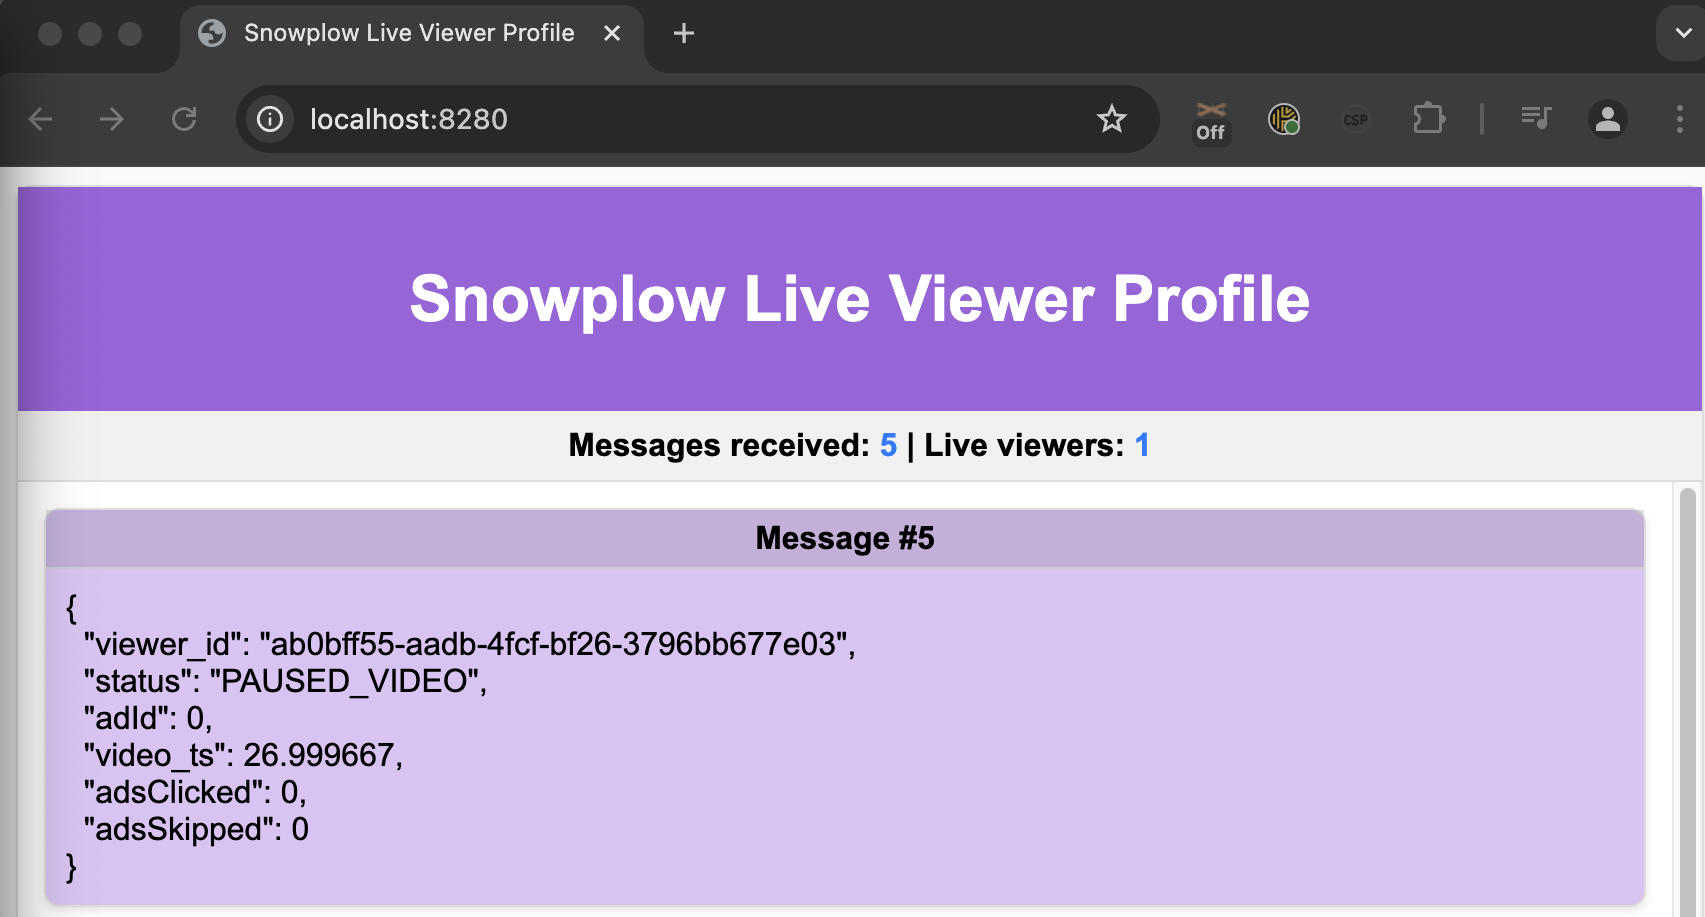 Snowplow Live Viewer Profile
localhost:8280
Off
CSP
Snowplow Live Viewer Profile
Messages received: 5 | Live viewers: 1
Message #5
{
"viewer_id": "ab0bff55-aadb-4fcf-bf26-3796bb677e03",
"status": "PAUSED_VIDEO",
"adId": 0,
"video_ts": 26.999667,
"adsClicked": 0,
"adsSkipped": 0
}